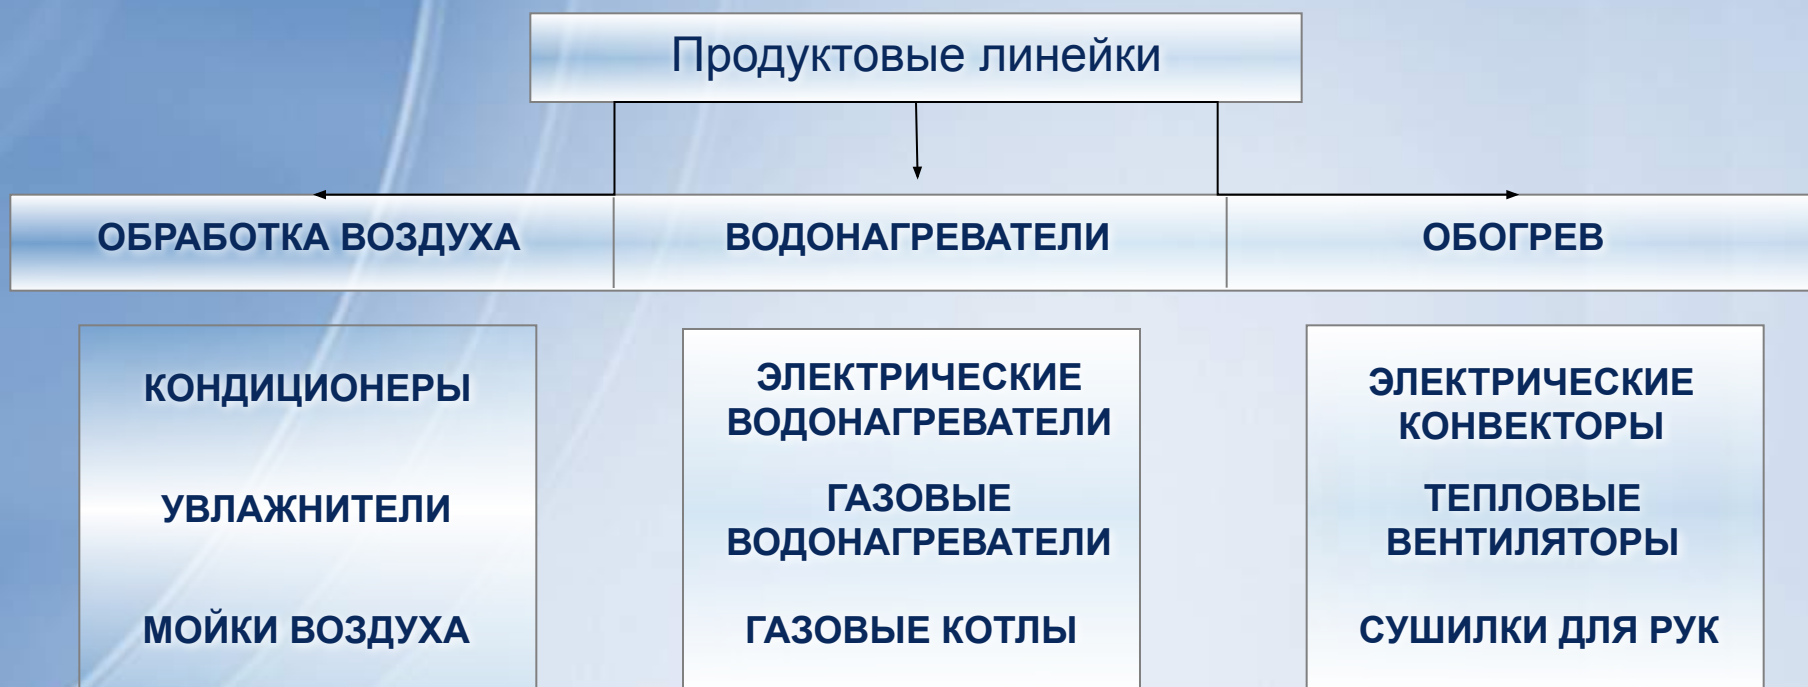 Продуктовые линейки
ОБРАБОТКА ВОЗДУХА
ВОДОНАГРЕВАТЕЛИ
ОБОГРЕВ
КОНДИЦИОНЕРЫ
УВЛАЖНИТЕЛИ
МОЙКИ ВОЗДУХА
ЭЛЕКТРИЧЕСКИЕ
ВОДОНАГРЕВАТЕЛИ
ГАЗОВЫЕ
ВОДОНАГРЕВАТЕЛИ
ГАЗОВЫЕ КОТЛЫ
ЭЛЕКТРИЧЕСКИЕ
КОНВЕКТОРЫ
ТЕПЛОВЫЕ
ВЕНТИЛЯТОРЫ
СУШИЛКИ ДЛЯ РУК